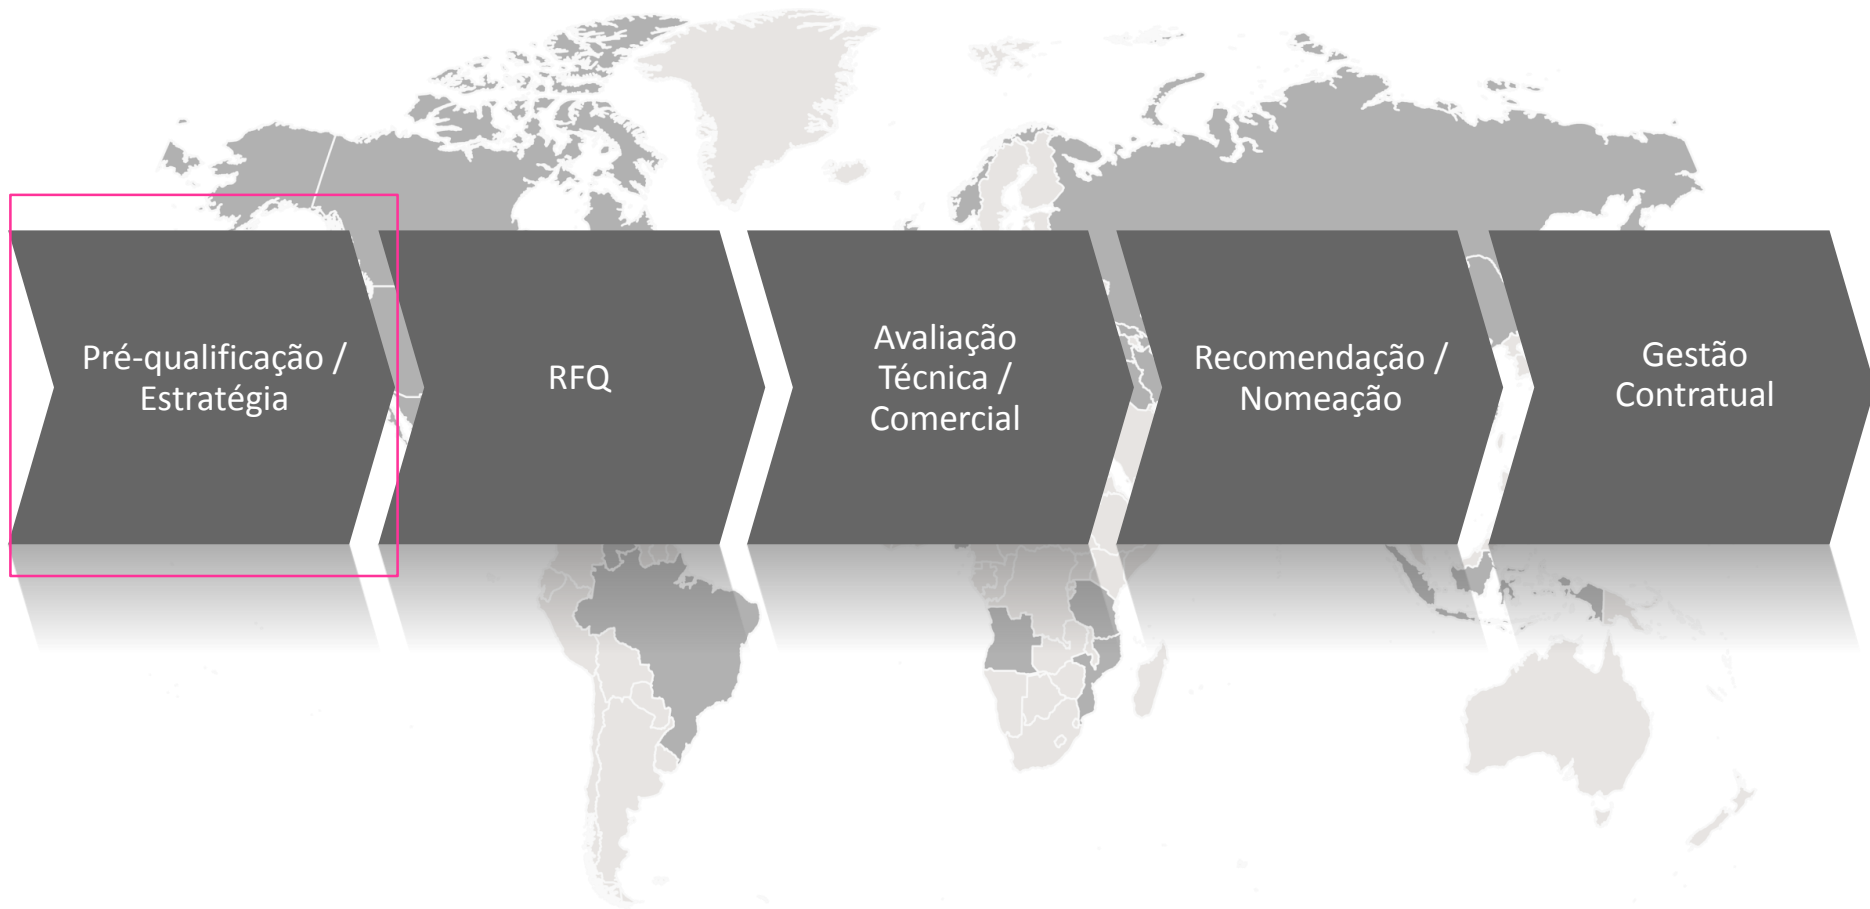 Pré-qualificação /
Estratégia
RFQ
Avaliação
Técnica /
Comercial
Recomendação /
Nomeação
Gestão
Contratual